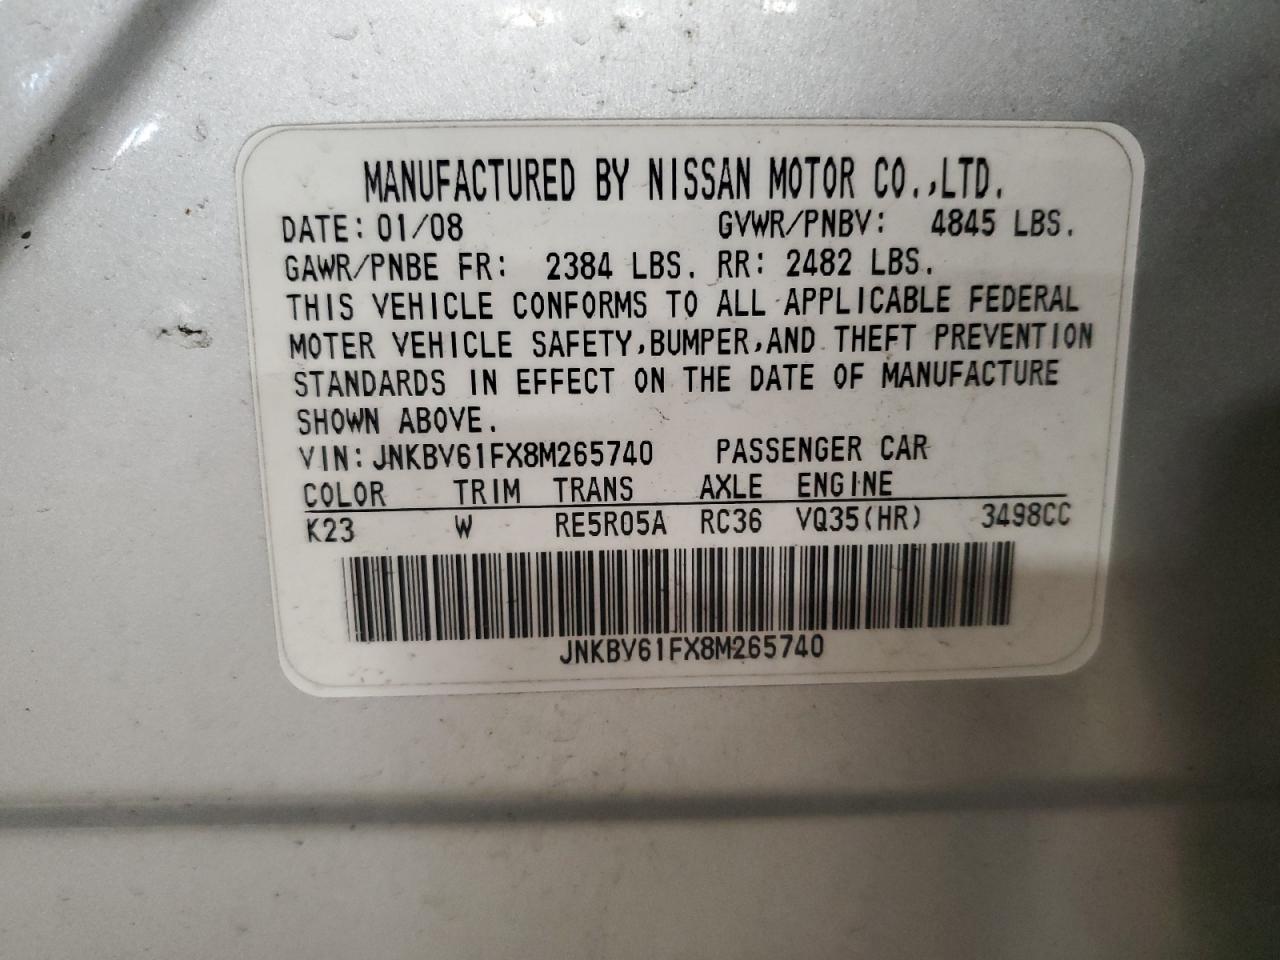 MANUFACTURED BY NISSAN MOTOR CO.,LTD.
DATE: 01/08 GVWR/PNBV: 4845 LBS.
GAWR/PNBE FR: 2384 LBS. RR: 2482 LBS.
THIS VEHICLE CONFORMS TO ALL APPLICABLE FEDERAL
MOTER VEHICLE SAFETY,BUMPER,AND THEFT PREVENTION
STANDARDS IN EFFECT ON THE DATE OF MANUFACTURE
SHOWN ABOVE.
VIN: JNKBV61FX8M265740 PASSENGER CAR
COLOR TRIM TRANS AXLE ENGINE
K23 W RE5R05A RC36 VQ35(HR) 3498CC
JNKBV61FX8M265740